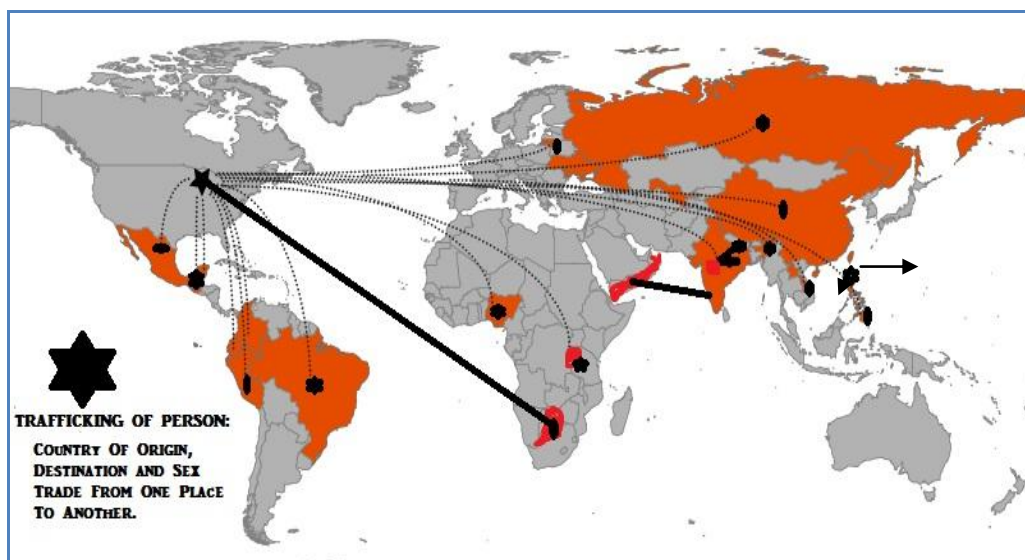 TRAFFICKING OF PERSON:
COUNTRY OF ORIGIN,
DESTINATION AND SEX
TRADE FROM ONE PLACE
TO ANOTHER.